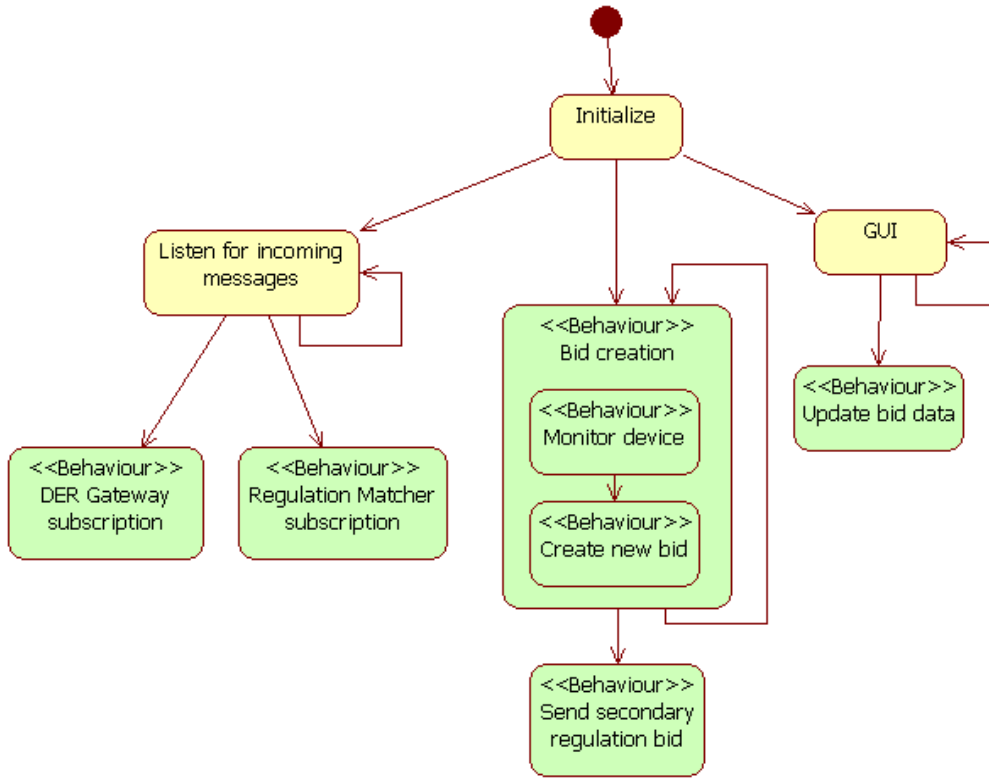 Initialize
Listen for incoming
messages
GUI
<<Behaviour>>
Bid creation
<<Behaviour>>
Monitor device
<<Behaviour>>
Create new bid
<<Behaviour>>
Update bid data
<<Behaviour>>
DER Gateway
subscription
<<Behaviour>>
Regulation Matcher
subscription
<<Behaviour>>
Send secondary
regulation bid